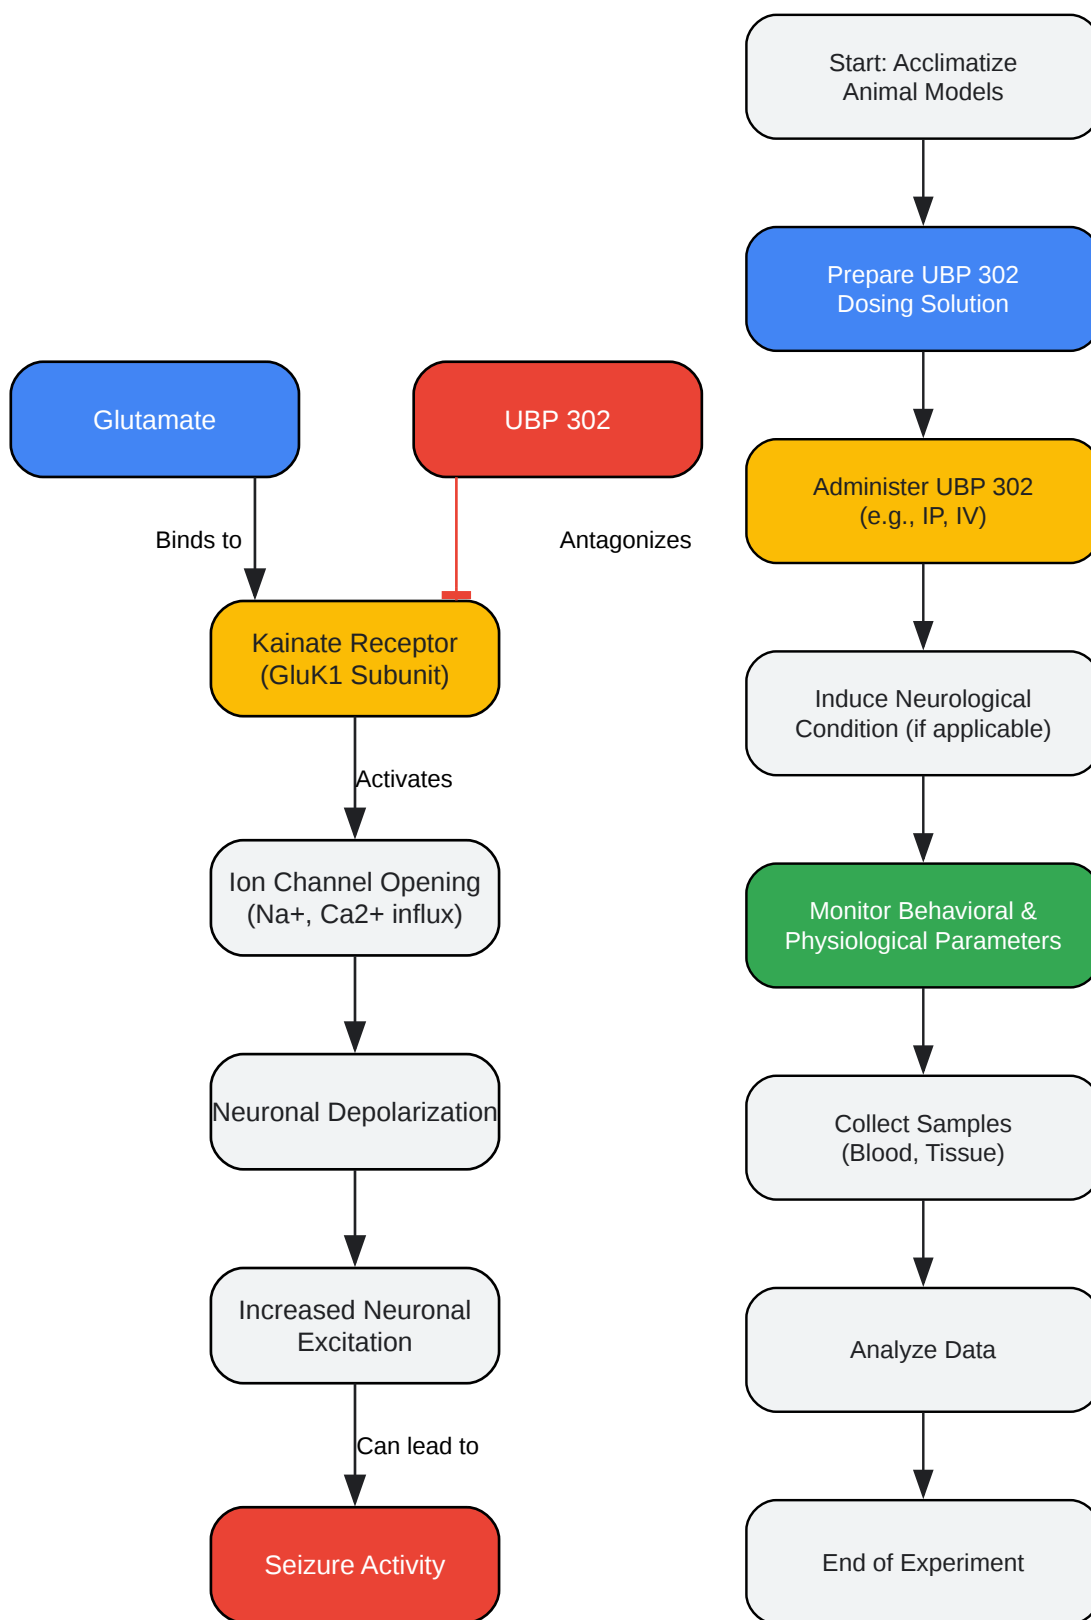 Glutamate
UBP 302
Binds to
Antagonizes
Kainate Receptor
(GluK1 Subunit)
Activates
Ion Channel Opening
(Na+, Ca2+ influx)
Neuronal Depolarization
Increased Neuronal
Excitation
Can lead to
Seizure Activity
Start: Acclimatize
Animal Models
Prepare UBP 302
Dosing Solution
Administer UBP 302
(e.g., IP, IV)
Induce Neurological
Condition (if applicable)
Monitor Behavioral &
Physiological Parameters
Collect Samples
(Blood, Tissue)
Analyze Data
End of Experiment